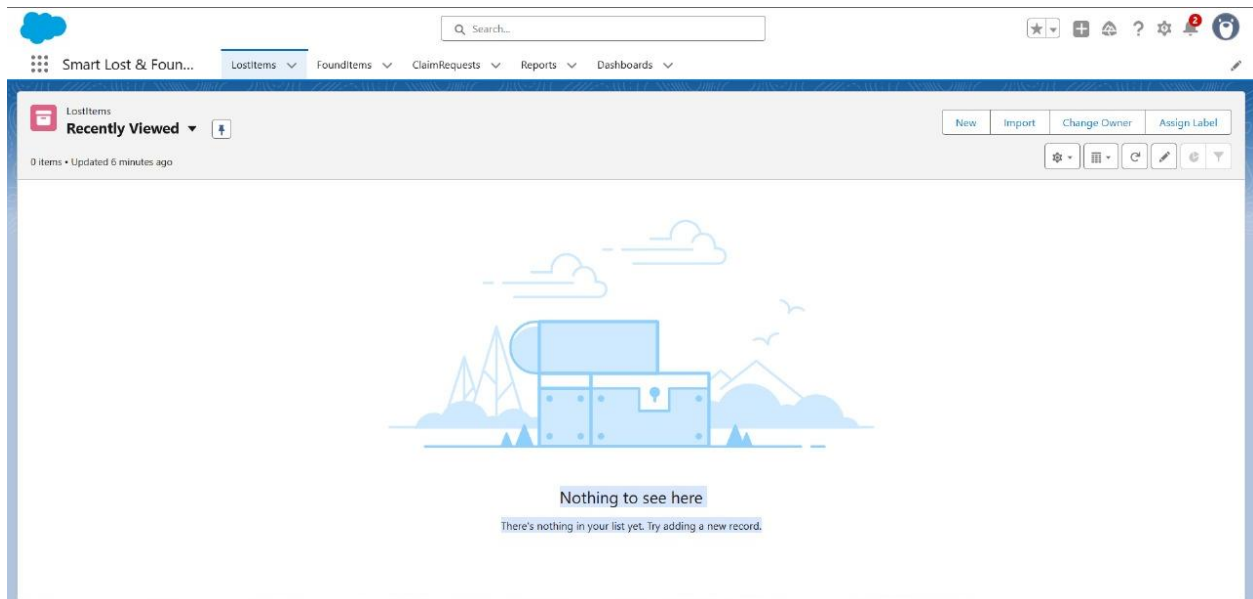 Search...
2
Smart Lost & Foun...
LostItems
FoundItems
ClaimRequests
Reports
Dashboards
LostItems
Recently Viewed
New
Import
Change Owner
Assign Label
0 items • Updated 6 minutes ago
Nothing to see here
There's nothing in your list yet. Try adding a new record.